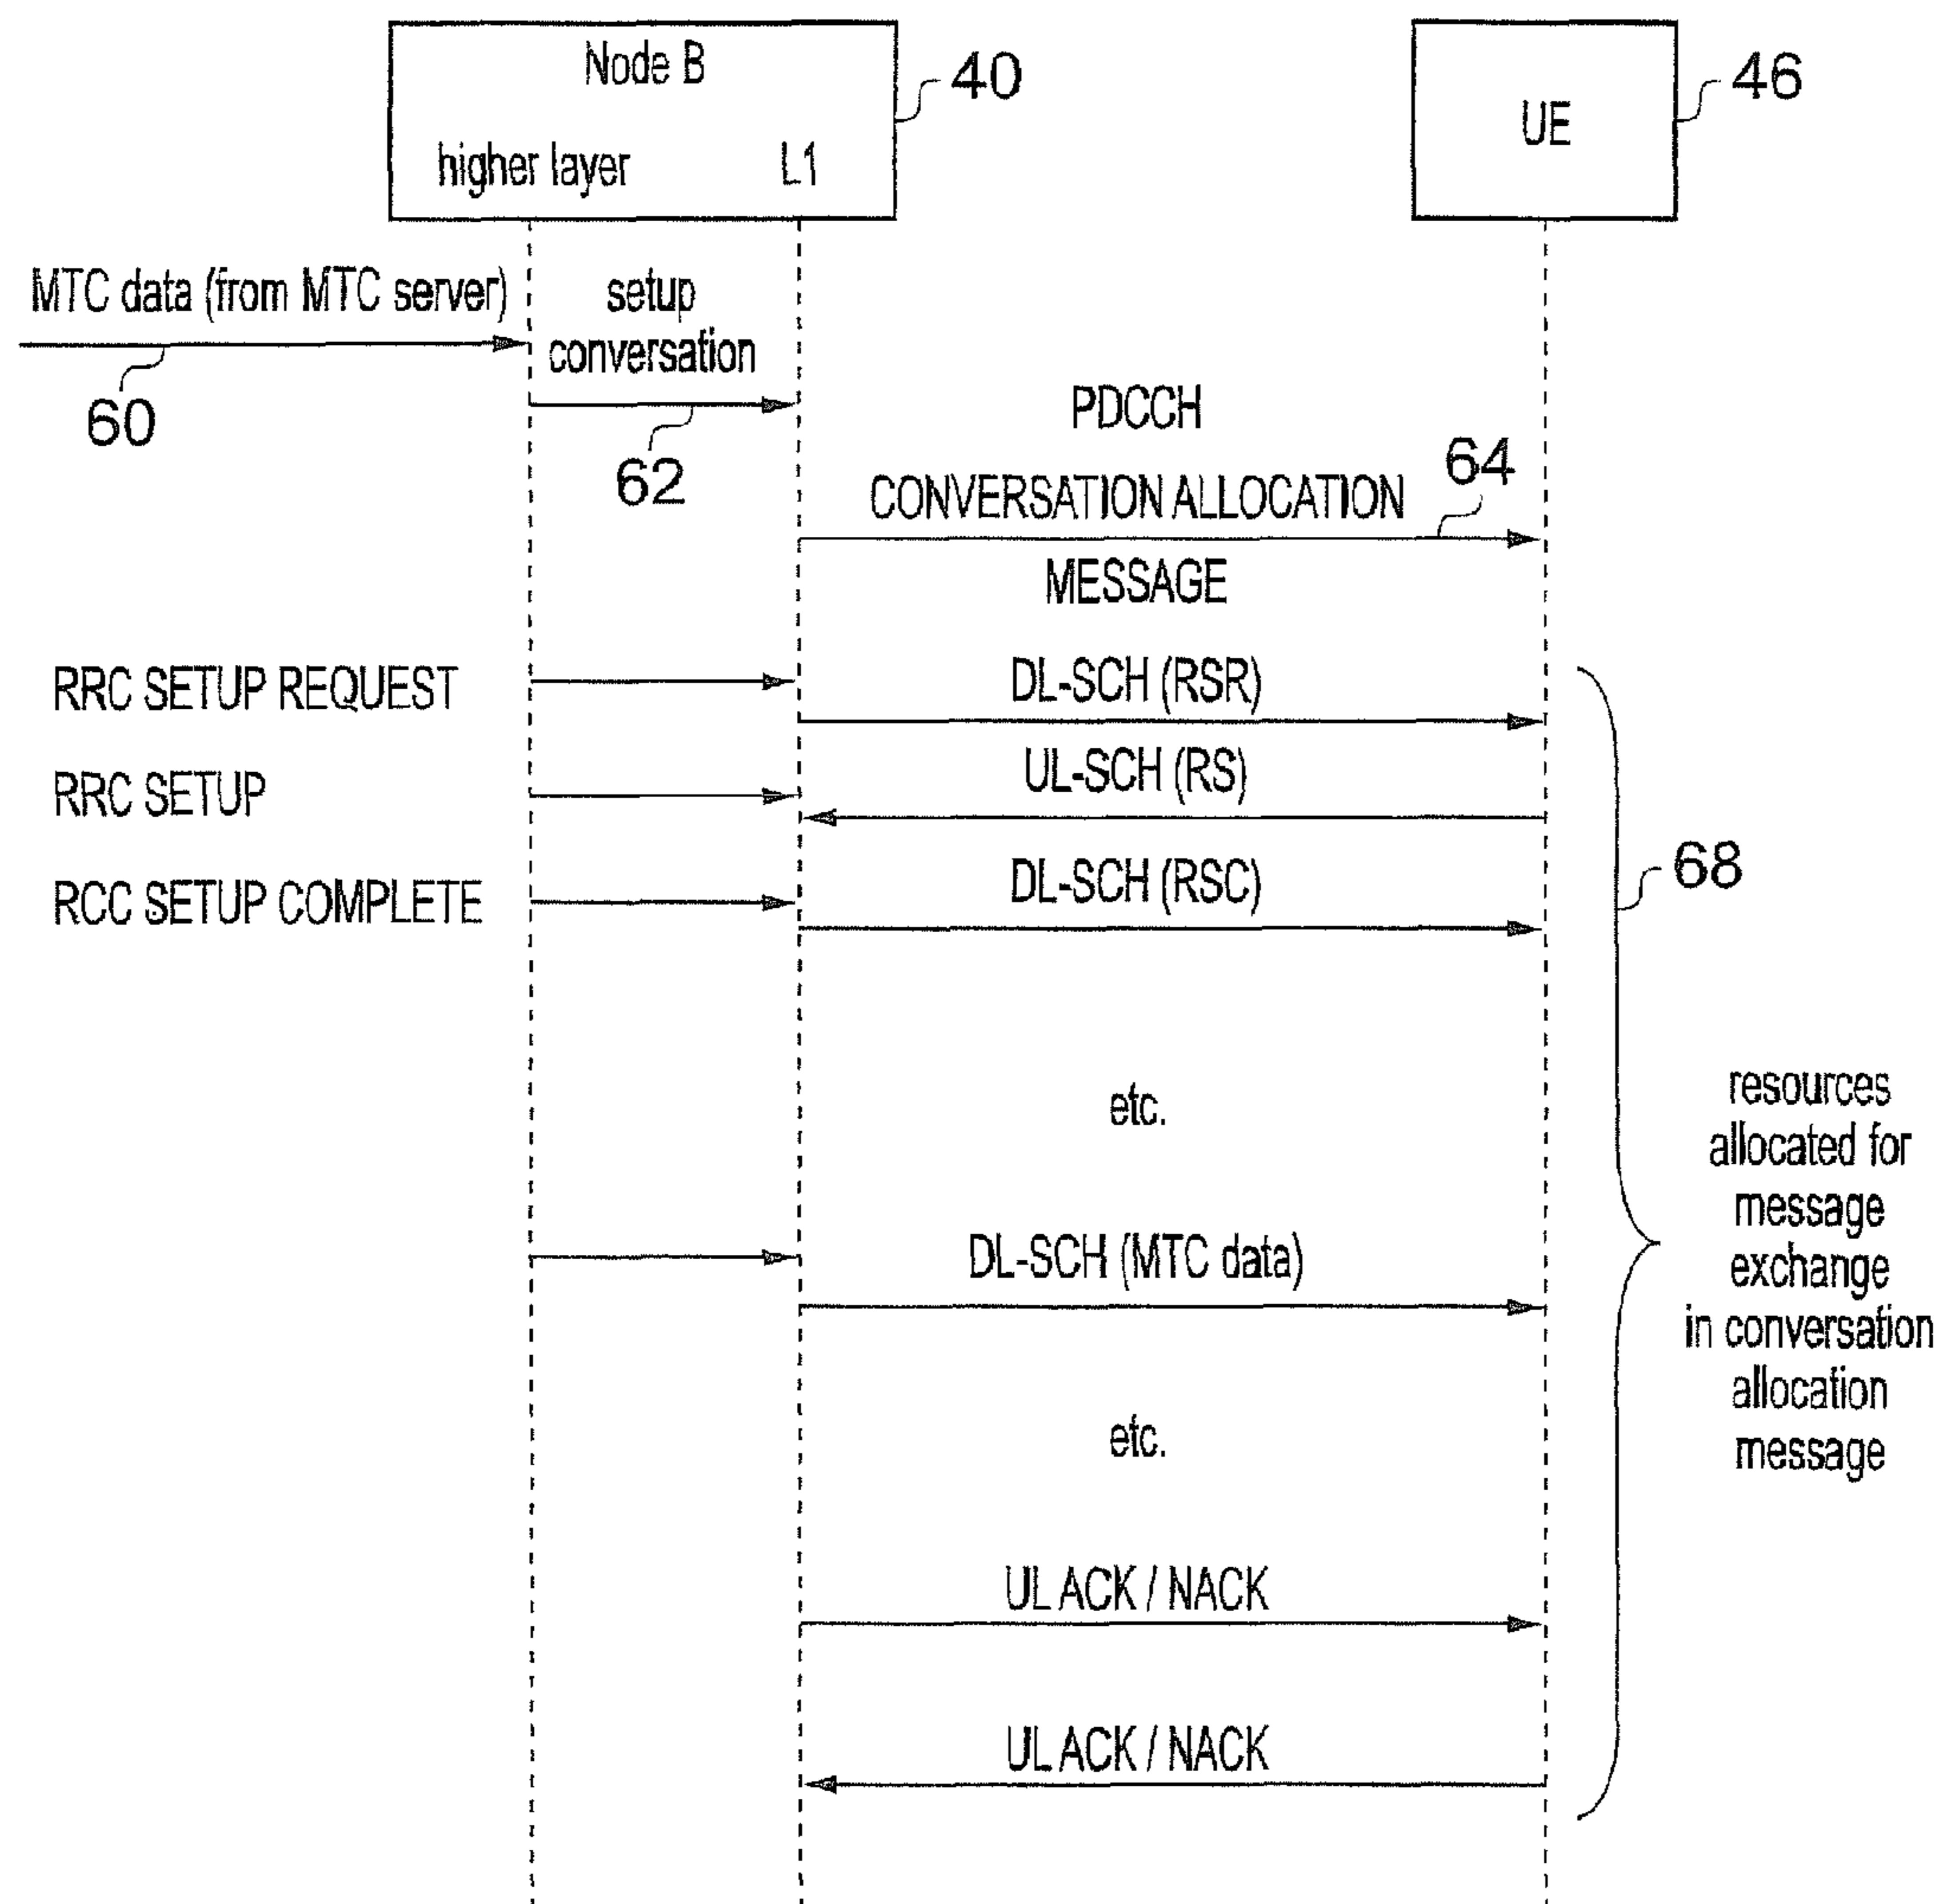 Node B
40
46
UE
higher layer L1
MTC data (from MTC server)
setup
conversation
60
62
PDCCH
64
CONVERSATION ALLOCATION
MESSAGE
RRC SETUP REQUEST
DL-SCH (RSR)
RRC SETUP
UL-SCH (RS)
RCC SETUP COMPLETE
DL-SCH (RSC)
68
etc.
resources
allocated for
message
exchange
in conversation
allocation
message
DL-SCH (MTC data)
etc.
UL ACK / NACK
UL ACK / NACK